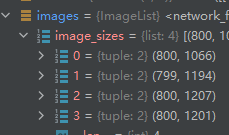 images = {ImageList} <network_f
image_sizes = {list: 4} [(800,
0 = {tuple: 2} (800, 1066)
1 = {tuple: 2} (799, 1194)
2 = {tuple: 2} (800, 1207)
3 = {tuple: 2} (800, 1201)